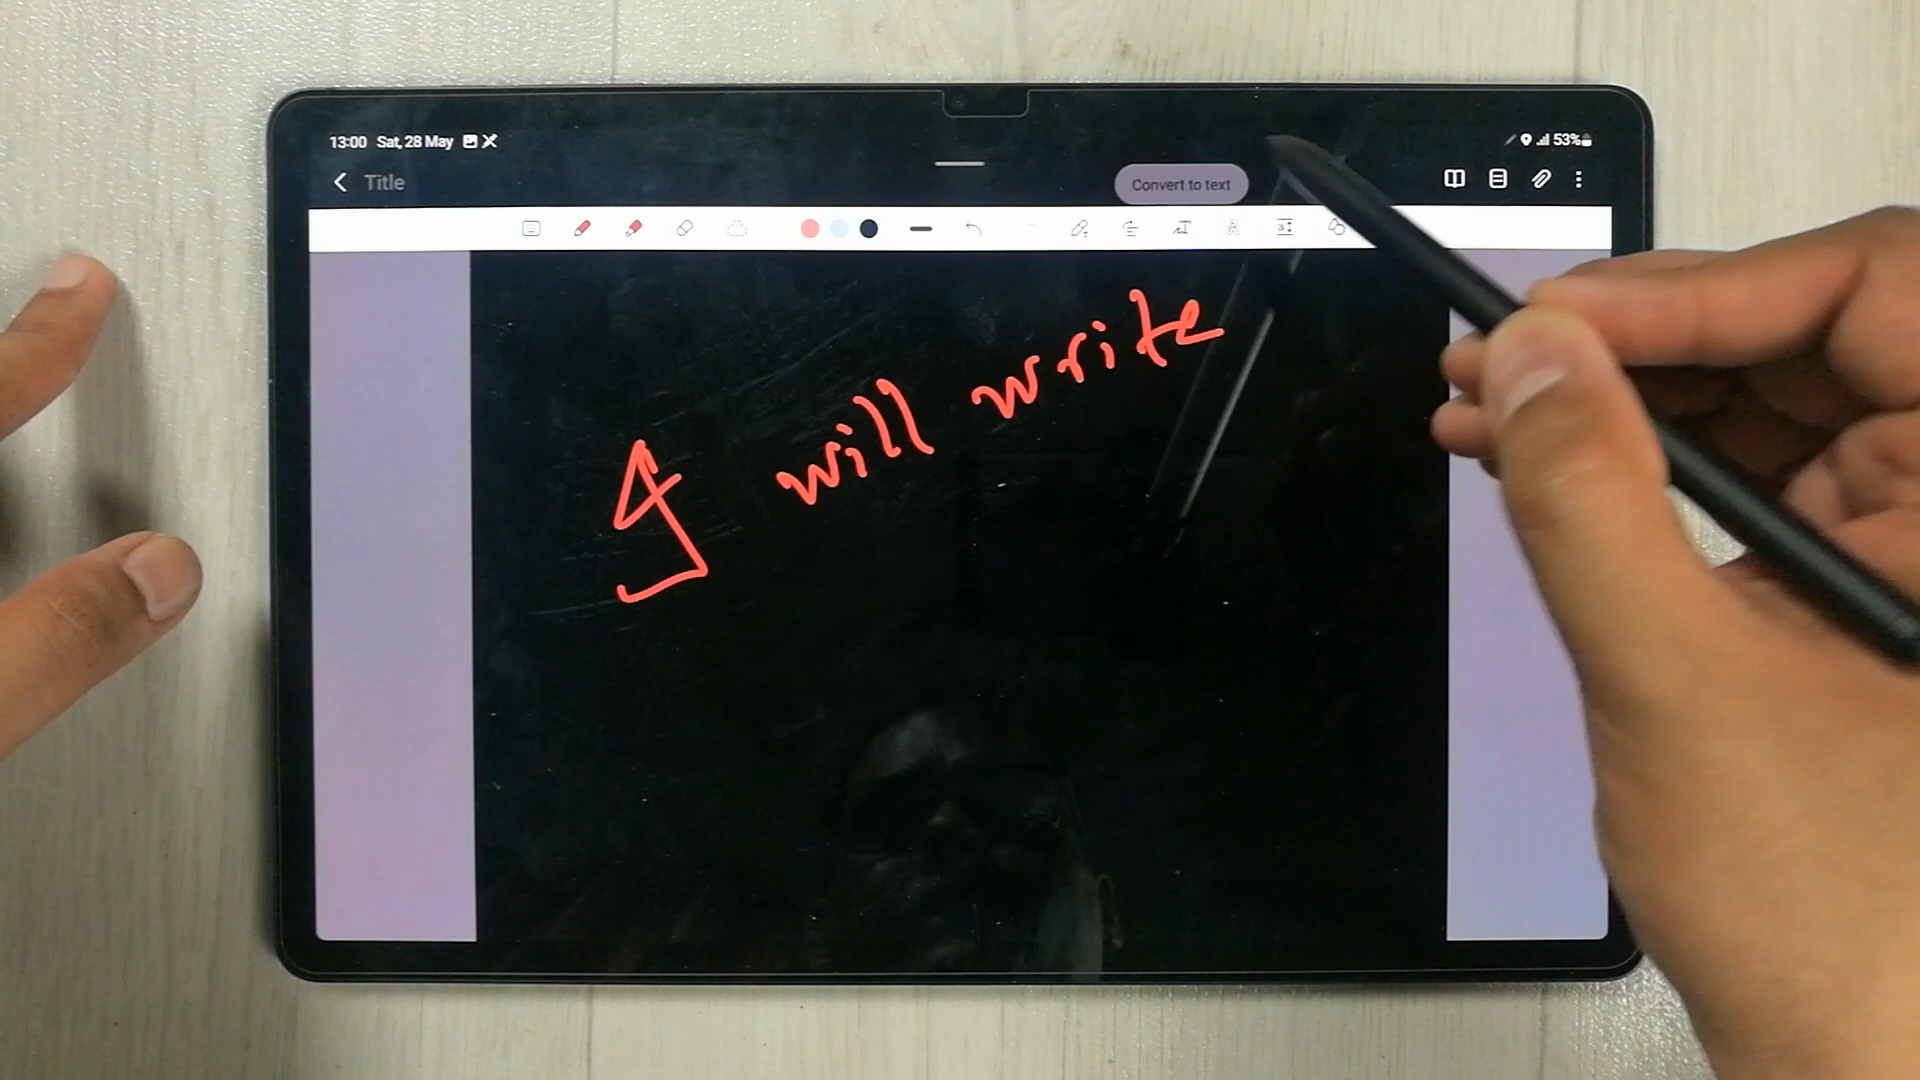 13:00 Sat, 28 May 53%
Title
Convert to text
I will write